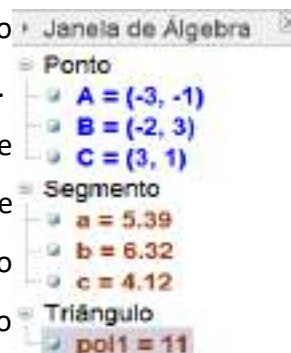 o Janela de Álgebra
Ponto
A = (-3, -1)
B = (-2, 3)
e C = (3, 1)
Segmento
e a = 5.39
b = 6.32
o c = 4.12
o Triângulo
pol1 = 11